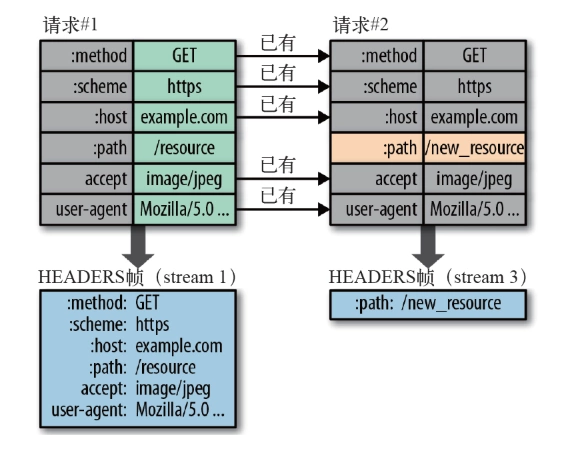 请求#1
请求#2
:method GET 已有 :method GET
:scheme https 已有 :scheme https
:host example.com 已有 :host example.com
:path /resource :path /new_resource
accept image/jpeg 已有 accept image/jpeg
user-agent Mozilla/5.0 ... 已有 user-agent Mozilla/5.0 ...
HEADERS帧（stream 1）
:method: GET
:scheme: https
:host: example.com
:path: /resource
accept: image/jpeg
user-agent: Mozilla/5.0 ...
HEADERS帧（stream 3）
:path: /new_resource